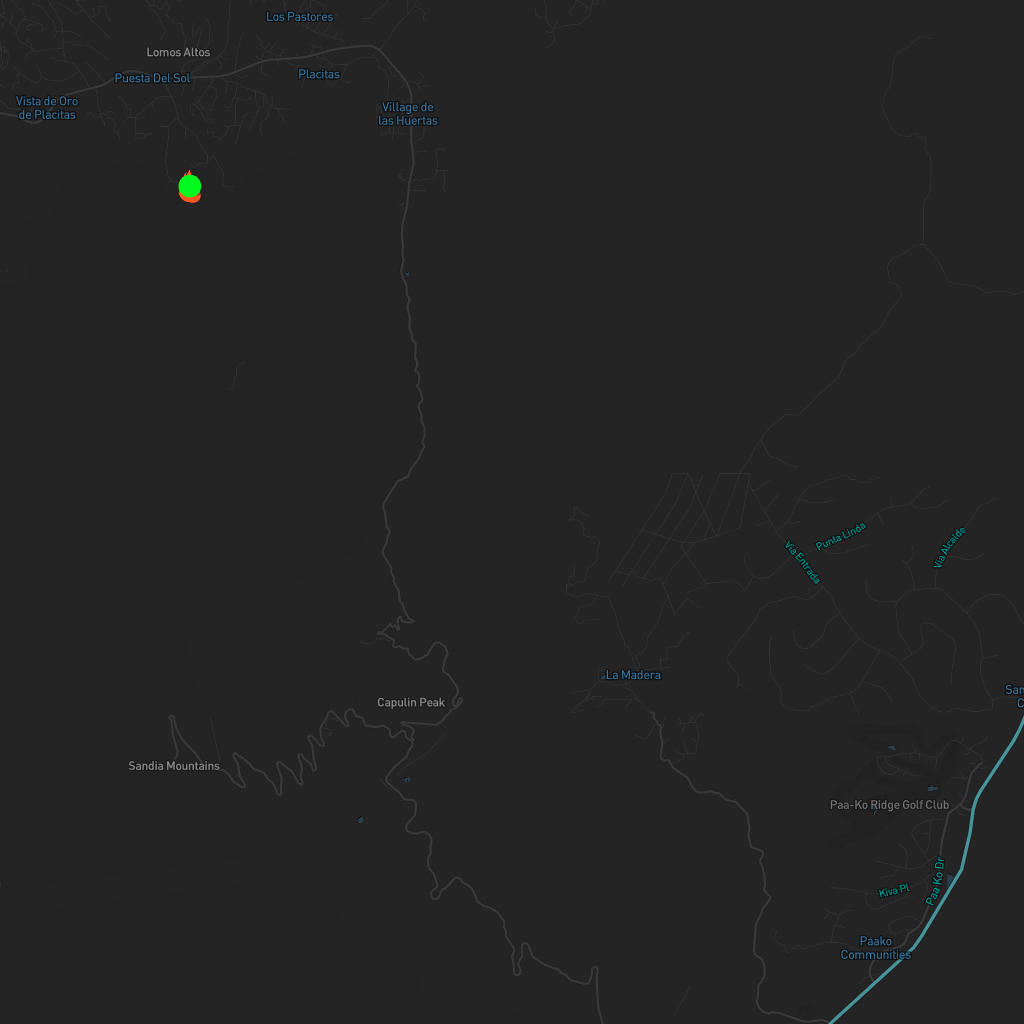 Los Pastores
Lomos Altos
Placitas
Puesta Del Sol
Vista de Oro
de Placitas
Village de
las Huertas
Punta Linda
Via Entrada
Via Alcalde
La Madera
San
C
Capulin Peak
Sandia Mountains
Paa-Ko Ridge Golf Club
Paa Ko Dr
Kiva Pl
Paako
Communities